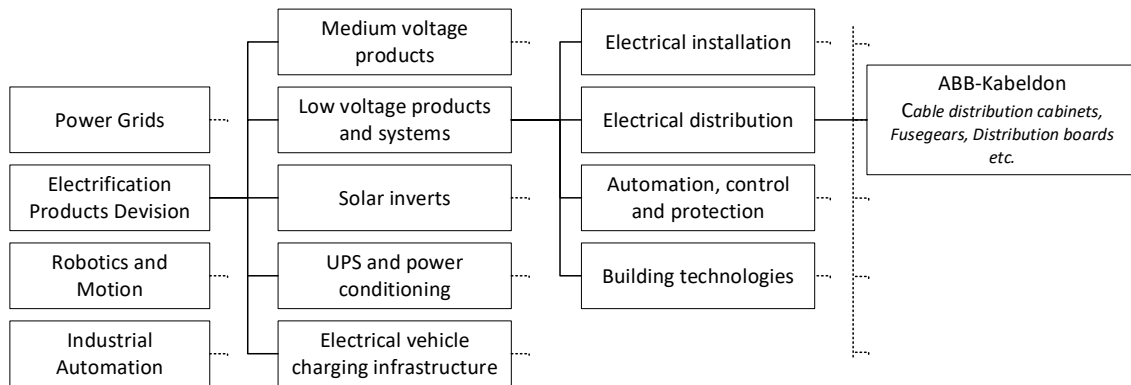 Power Grids
Electrification
Products Devision
Robotics and
Motion
Industrial
Automation
Medium voltage
products
Low voltage products
and systems
Solar inverts
UPS and power
conditioning
Electrical vehicle
charging infrastructure
Electrical installation
Electrical distribution
Automation, control
and protection
Building technologies
ABB-Kabeldon
Cable distribution cabinets,
Fusegears, Distribution boards
etc.